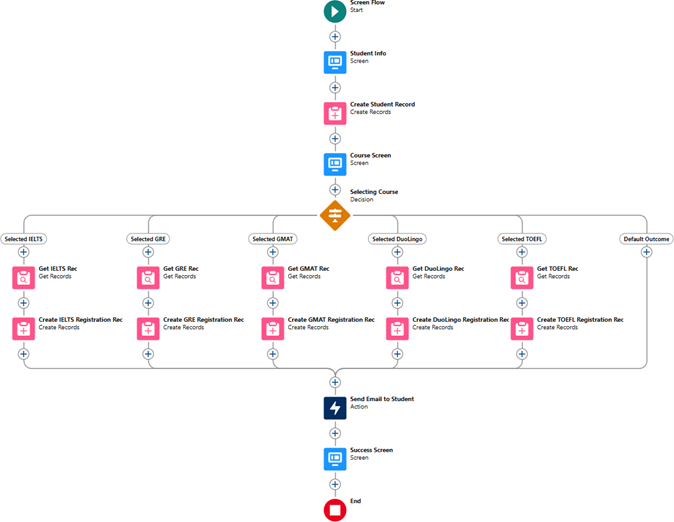 Screen Flow
Start
Student Info
Screen
Create Student Record
Create Records
Course Screen
Screen
Selecting Course
Decision
Selected IELTS
Selected GRE
Selected GMAT
Selected DuoLingo
Selected TOEFL
Default Outcome
Get IELTS Rec
Get Records
Get GRE Rec
Get Records
Get GMAT Rec
Get Records
Get DuoLingo Rec
Get Records
Get TOEFL Rec
Get Records
Create IELTS Registration Rec
Create Records
Create GRE Registration Rec
Create Records
Create GMAT Registration Rec
Create Records
Create DuoLingo Registration Rec
Create Records
Create TOEFL Registration Rec
Create Records
Send Email to Student
Action
Success Screen
Screen
End